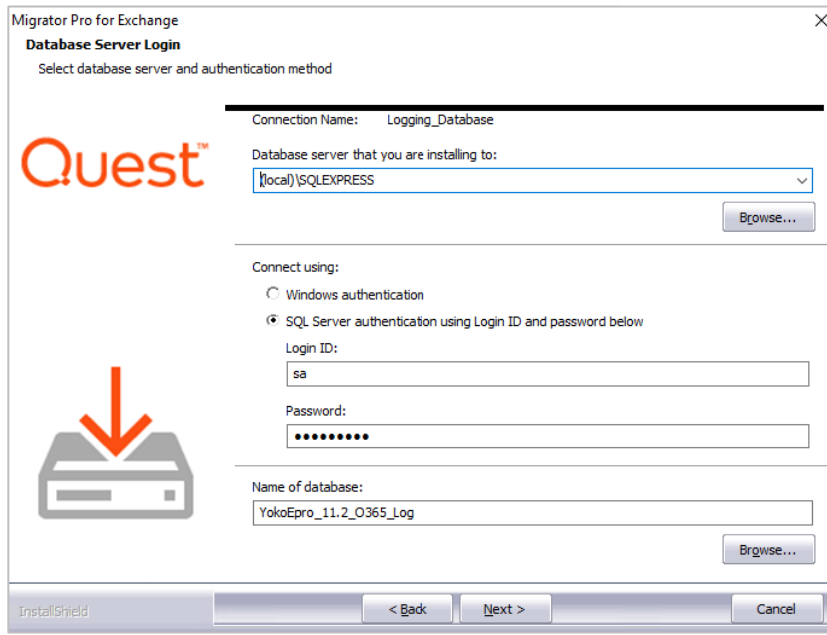 Migrator Pro for Exchange
Database Server Login
Select database server and authentication method
Quest™
Connection Name: Logging_Database
Database server that you are installing to:
(local)\SQLEXPRESS
Browse...
Connect using:
Windows authentication
SQL Server authentication using Login ID and password below
Login ID:
sa
Password:
•••••••••
Name of database:
YokoEpro_11.2_O365_Log
Browse...
InstallShield
< Back Next > Cancel